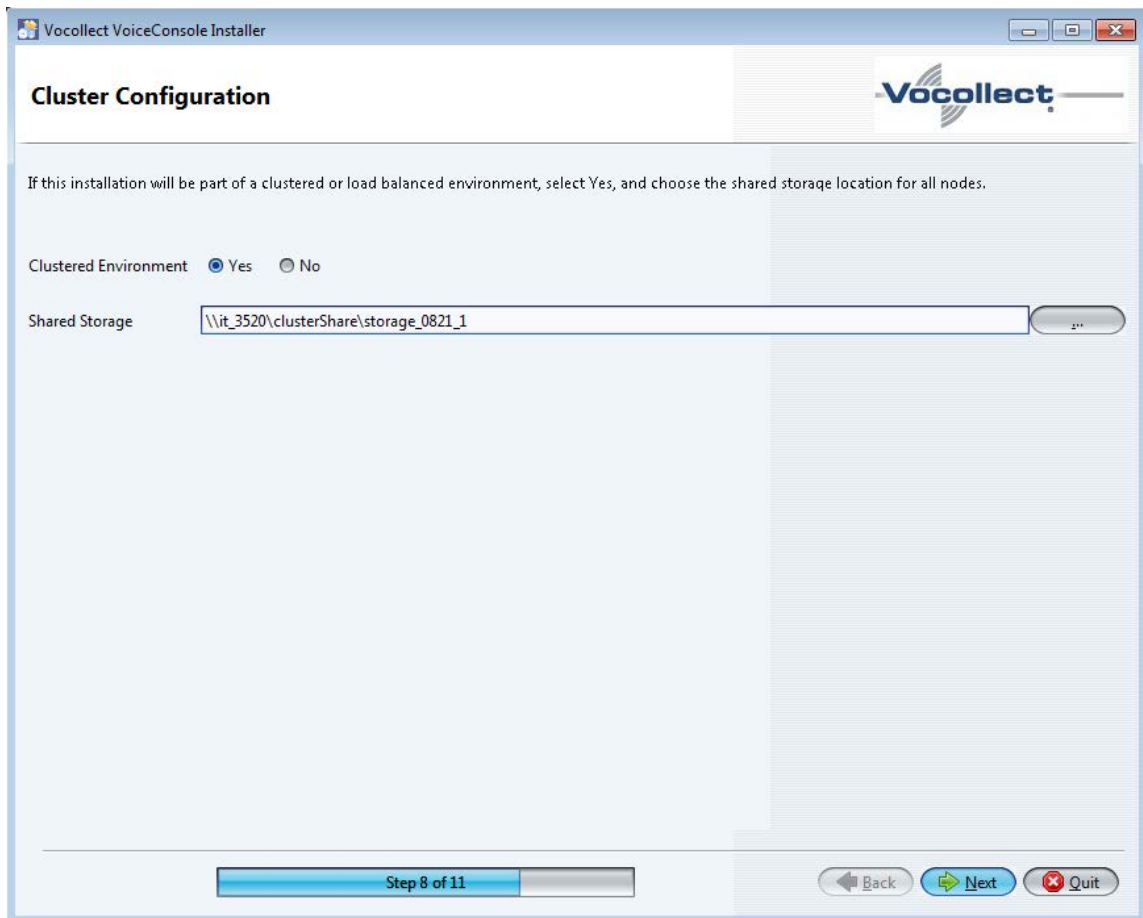 Vocollect VoiceConsole Installer
Cluster Configuration
Vocollect
If this installation will be part of a clustered or load balanced environment, select Yes, and choose the shared storage location for all nodes.
Clustered Environment Yes No
Shared Storage \\it_3520\clusterShare\storage_0821_1 ...
Step 8 of 11 Back Next Quit